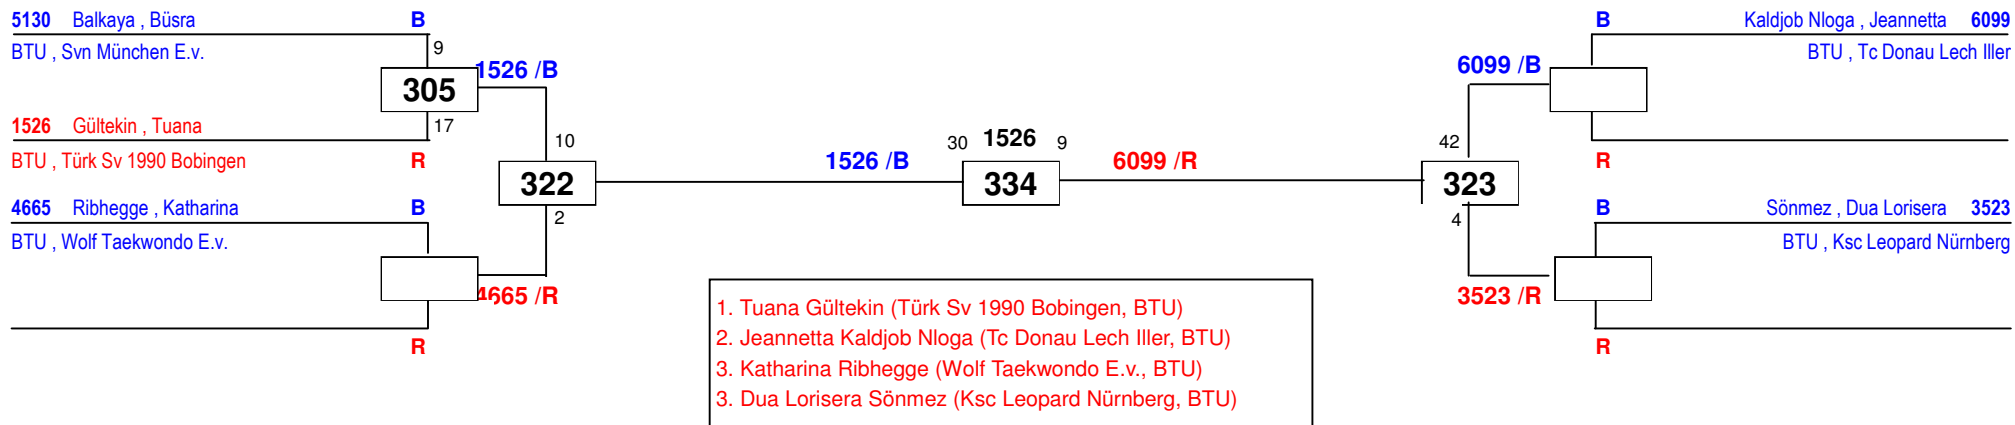 5130 Balkaya , Büsra B
BTU , Svn München E.v.
9
305
1526 /B
17
1526 Gültekin , Tuana
BTU , Türk Sv 1990 Bobingen R
10
322
2
4665 Ribhegge , Katharina B
BTU , Wolf Taekwondo E.v.
4665 /R
R
1526 /B
30 1526 9
334
6099 /R
B Kaldjob Nloga , Jeannetta 6099
BTU , Tc Donau Lech Iller
6099 /B
R
42
323
4
B Sönmez , Dua Lorisera 3523
BTU , Ksc Leopard Nürnberg
3523 /R
R
1. Tuana Gültekin (Türk Sv 1990 Bobingen, BTU)
2. Jeannetta Kaldjob Nloga (Tc Donau Lech Iller, BTU)
3. Katharina Ribhegge (Wolf Taekwondo E.v., BTU)
3. Dua Lorisera Sönmez (Ksc Leopard Nürnberg, BTU)